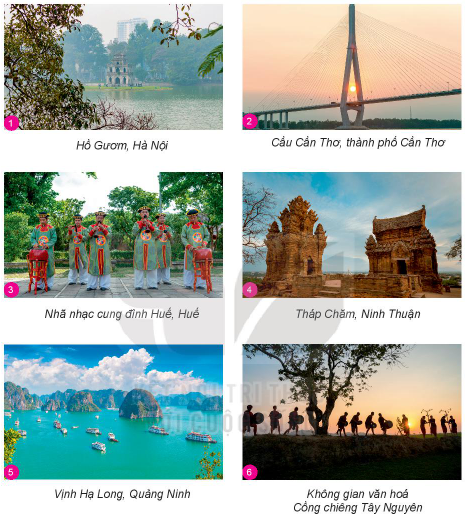 1
Hồ Gươm, Hà Nội
2
Cầu Cần Thơ, thành phố Cần Thơ
3
Nhã nhạc cung đình Huế, Huế
4
Tháp Chăm, Ninh Thuận
5
Vịnh Hạ Long, Quảng Ninh
6
Không gian văn hoá
Cồng chiêng Tây Nguyên